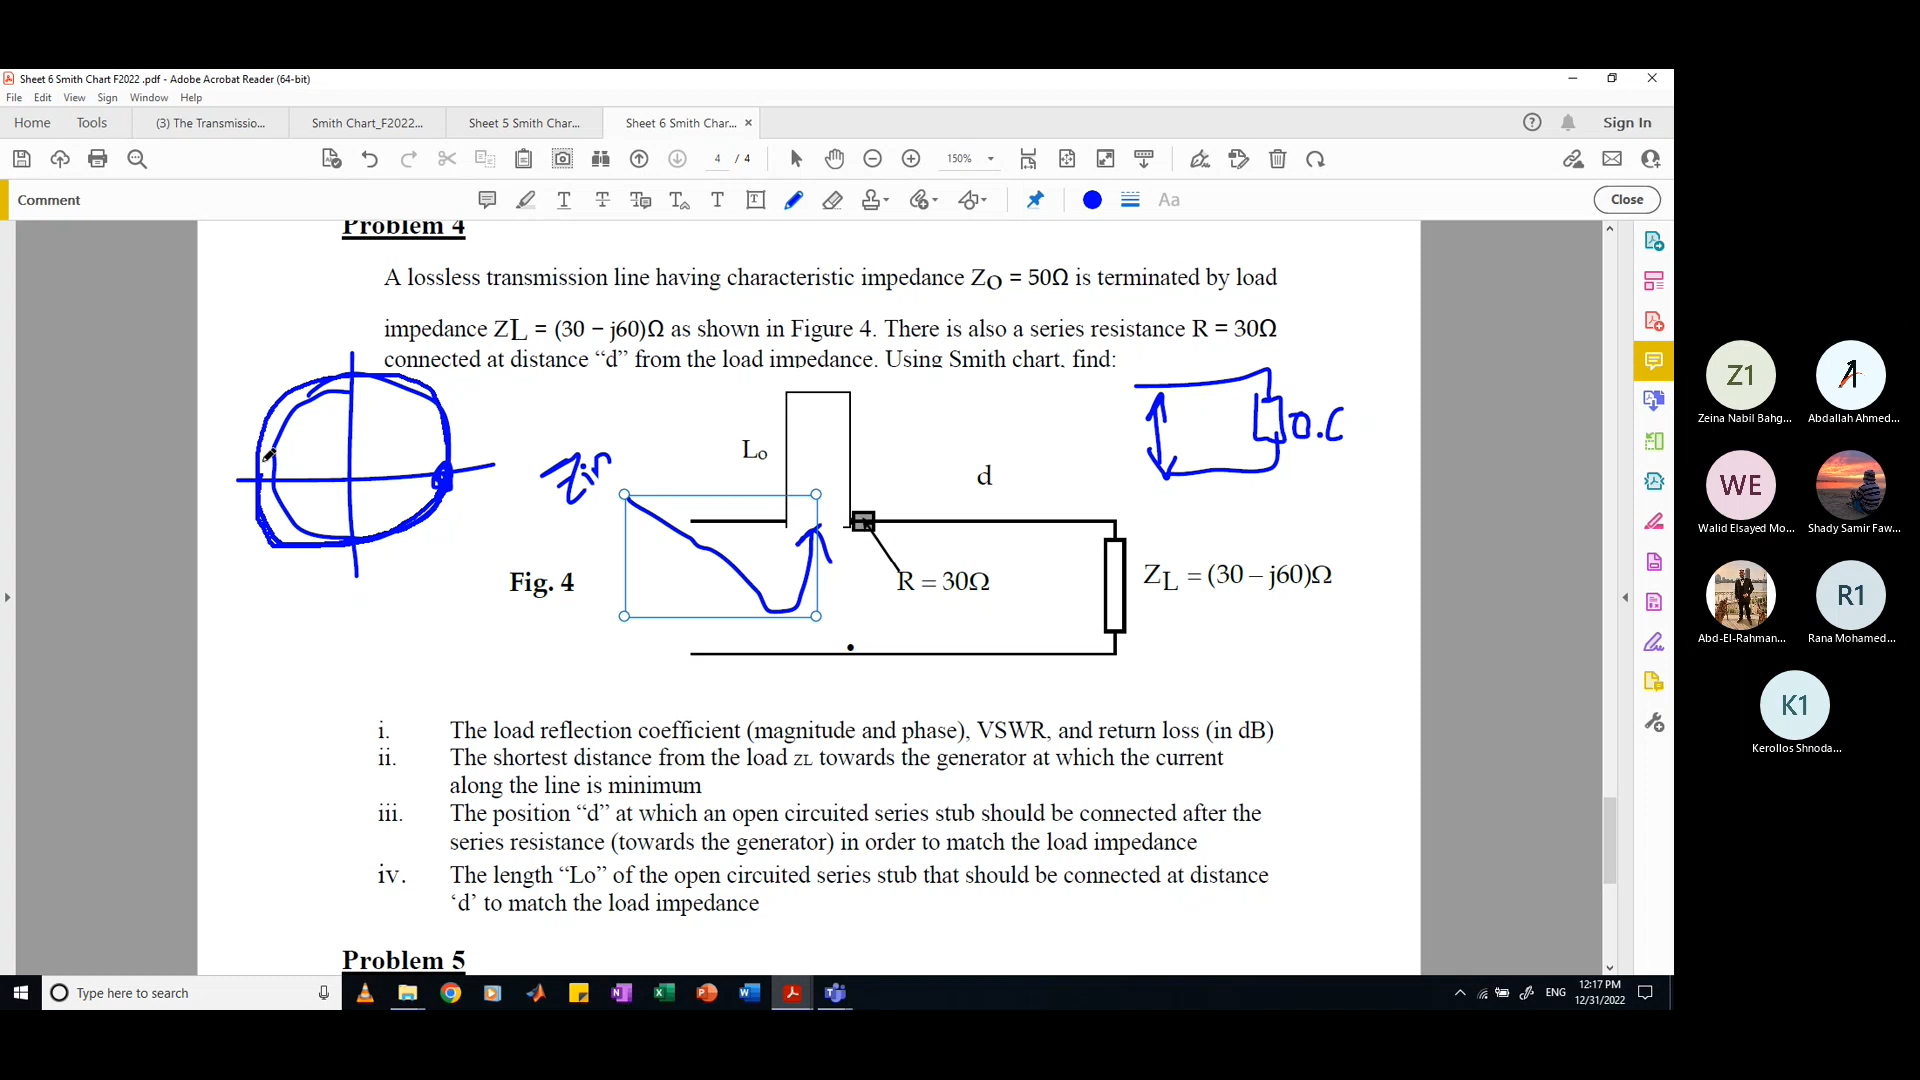 Sheet 6 Smith Chart F2022 .pdf - Adobe Acrobat Reader (64-bit)
File Edit View Sign Window Help
Home Tools (3) The Transmissio... Smith Chart_F2022... Sheet 5 Smith Char... Sheet 6 Smith Char... × Sign In
4 / 4 150%
Comment Aa Close
Problem 4
A lossless transmission line having characteristic impedance ZO = 50Ω is terminated by load
impedance ZL = (30 − j60)Ω as shown in Figure 4. There is also a series resistance R = 30Ω
connected at distance “d” from the load impedance. Using Smith chart, find:
O.C
Lo
Zin
d
Fig. 4
R = 30Ω
ZL = (30 – j60)Ω
i. The load reflection coefficient (magnitude and phase), VSWR, and return loss (in dB)
ii. The shortest distance from the load ZL towards the generator at which the current
along the line is minimum
iii. The position “d” at which an open circuited series stub should be connected after the
series resistance (towards the generator) in order to match the load impedance
iv. The length “Lo” of the open circuited series stub that should be connected at distance
‘d’ to match the load impedance
Problem 5
Z1
Zeina Nabil Bahg...
Abdallah Ahmed...
WE
Walid Elsayed Mo...
Shady Samir Faw...
Abd-El-Rahman...
R1
Rana Mohamed...
K1
Kerollos Shnoda...
Type here to search
ENG
12:17 PM
12/31/2022